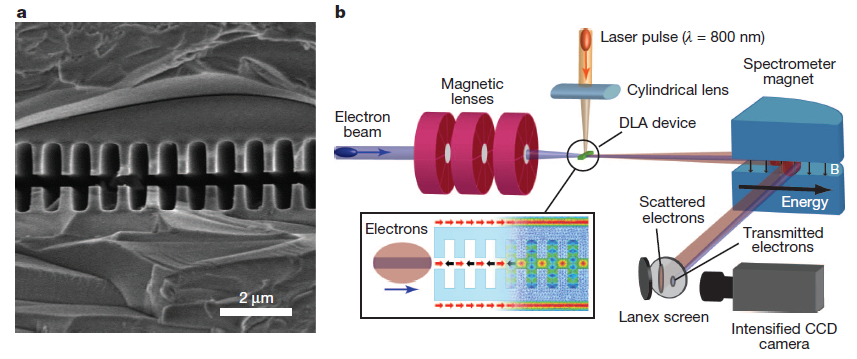 a
2 μm
b
Laser pulse (λ = 800 nm)
Cylindrical lens
Magnetic
lenses
Electron
beam
DLA device
Spectrometer
magnet
B
Energy
Electrons
Scattered
electrons
Transmitted
electrons
Lanex screen
Intensified CCD
camera